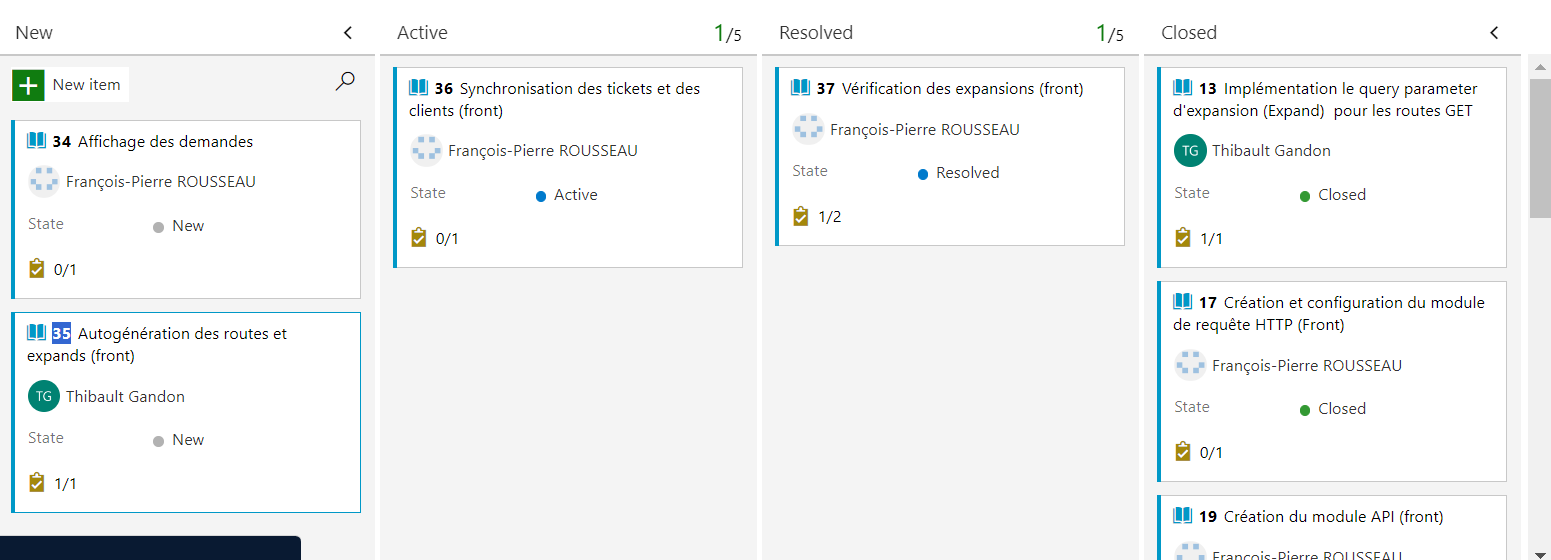 New
New item
34 Affichage des demandes
François-Pierre ROUSSEAU
State
New
0/1
35 Autogénération des routes et
expands (front)
TG Thibault Gandon
State
New
1/1
Active 1/5
36 Synchronisation des tickets et des
clients (front)
François-Pierre ROUSSEAU
State
Active
0/1
Resolved 1/5
37 Vérification des expansions (front)
François-Pierre ROUSSEAU
State
Resolved
1/2
Closed
13 Implémentation le query parameter
d'expansion (Expand) pour les routes GET
TG Thibault Gandon
State
Closed
1/1
17 Création et configuration du module
de requête HTTP (Front)
François-Pierre ROUSSEAU
State
Closed
0/1
19 Création du module API (front)
François-Pierre ROUSSEAU